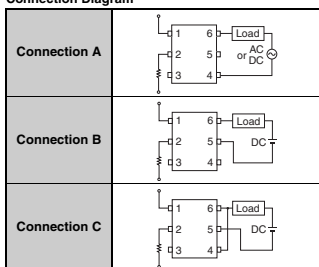 Connection Diagram
Connection A
1 6 Load
2 5 or AC DC
3 4
Connection B
1 6 Load
2 5 DC
3 4
Connection C
1 6 Load
2 5 DC
3 4